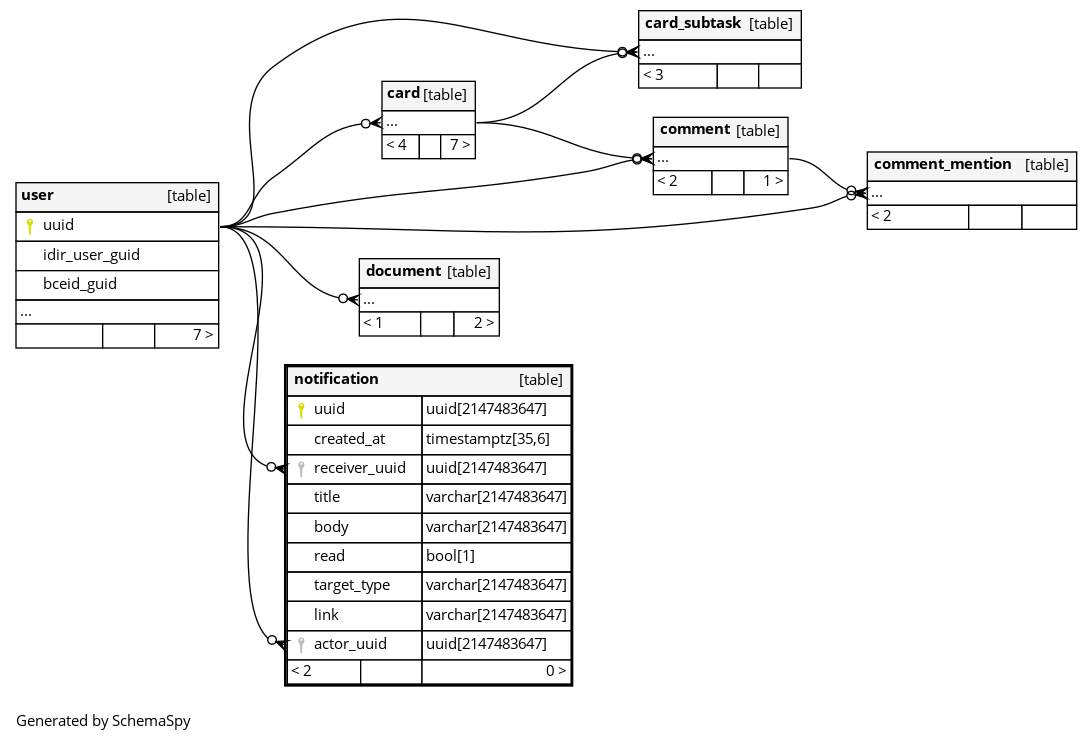 card_subtask [table]
...
< 3
card [table]
...
< 4 7 >
comment [table]
...
< 2 1 >
comment_mention [table]
...
< 2
user [table]
uuid
idir_user_guid
bceid_guid
...
7 >
document [table]
...
< 1 2 >
notification [table]
uuid uuid[2147483647]
created_at timestamptz[35,6]
receiver_uuid uuid[2147483647]
title varchar[2147483647]
body varchar[2147483647]
read bool[1]
target_type varchar[2147483647]
link varchar[2147483647]
actor_uuid uuid[2147483647]
< 2 0 >
Generated by SchemaSpy